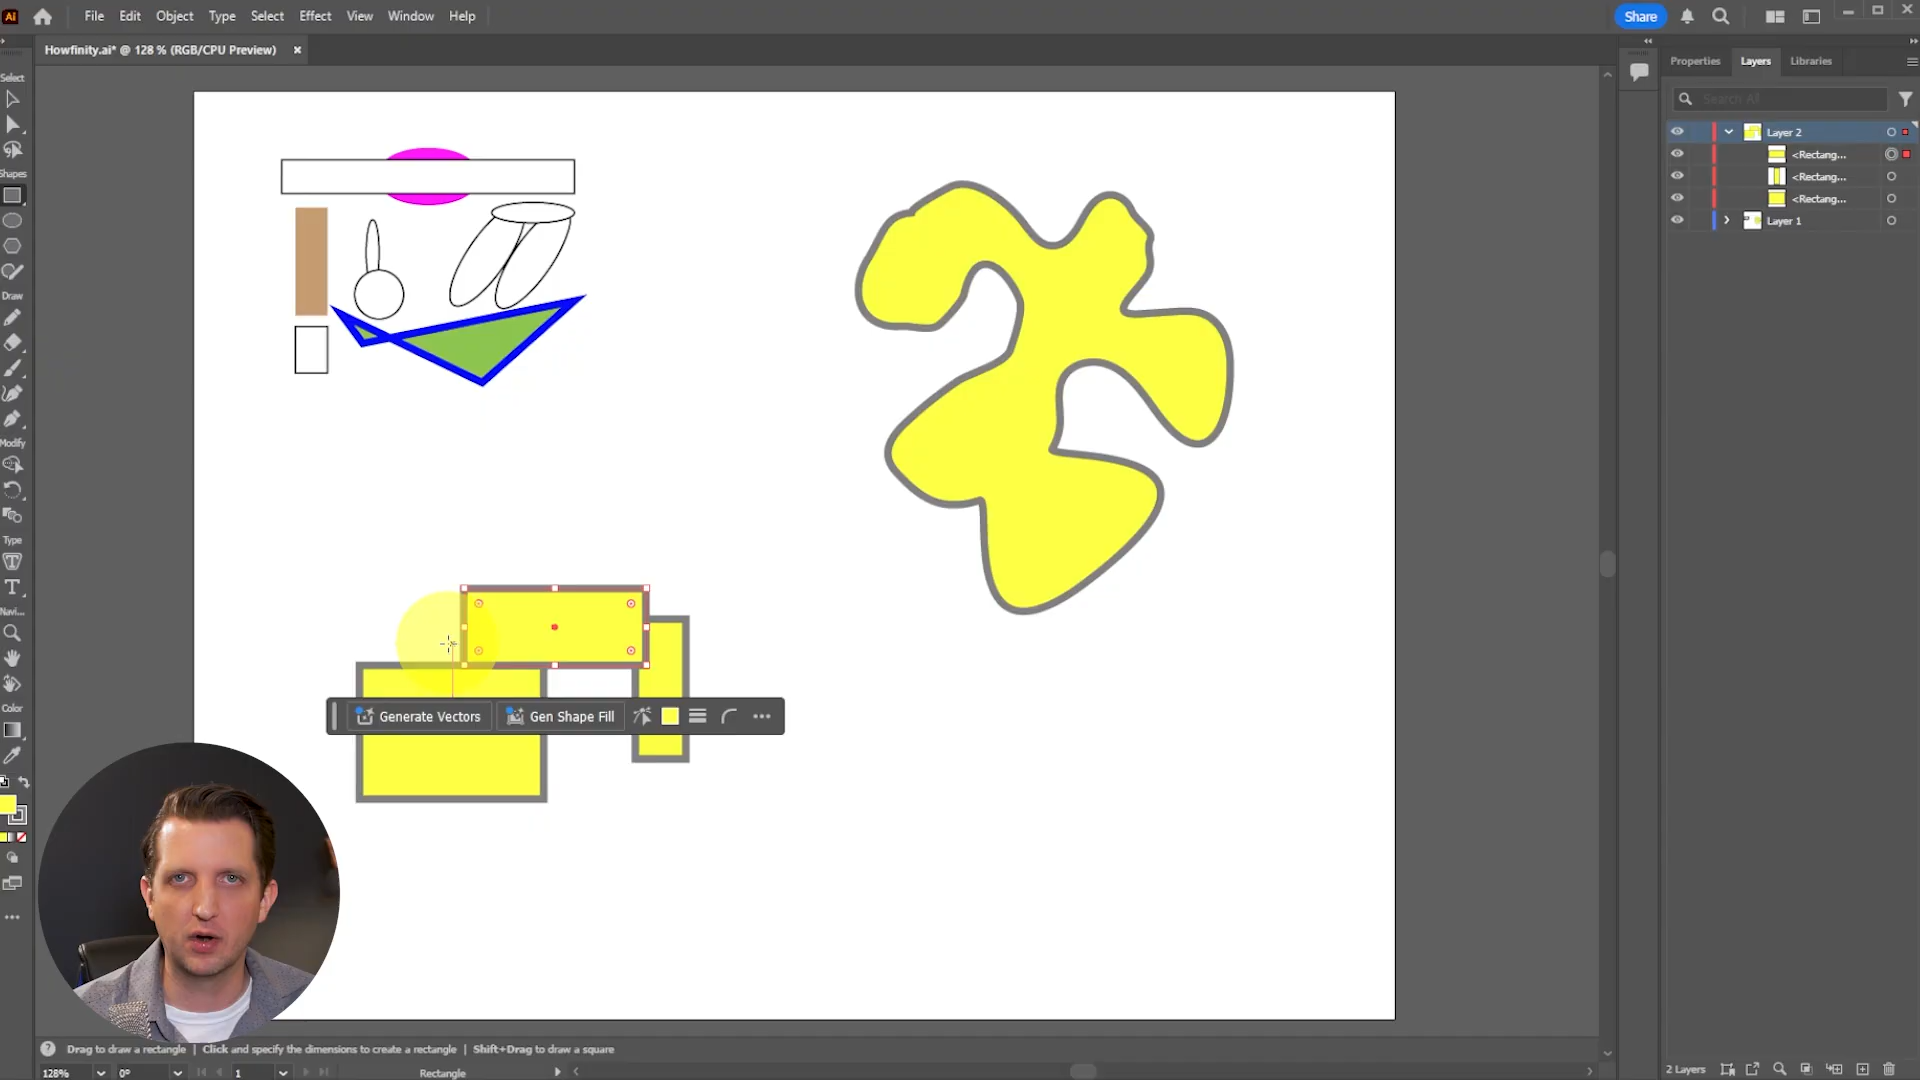 Ai File Edit Object Type Select Effect View Window Help Share
Howfinity.ai* @ 128 % (RGB/CPU Preview)
Properties Layers Libraries
Select
Search All
Layer 2
<Rectang...
<Rectang...
<Rectang...
Layer 1
Shapes
Draw
Modify
Type
Navi...
Color
Generate Vectors Gen Shape Fill
Drag to draw a rectangle | Click and specify the dimensions to create a rectangle | Shift+Drag to draw a square
128% 0° 1 Rectangle
2 Layers